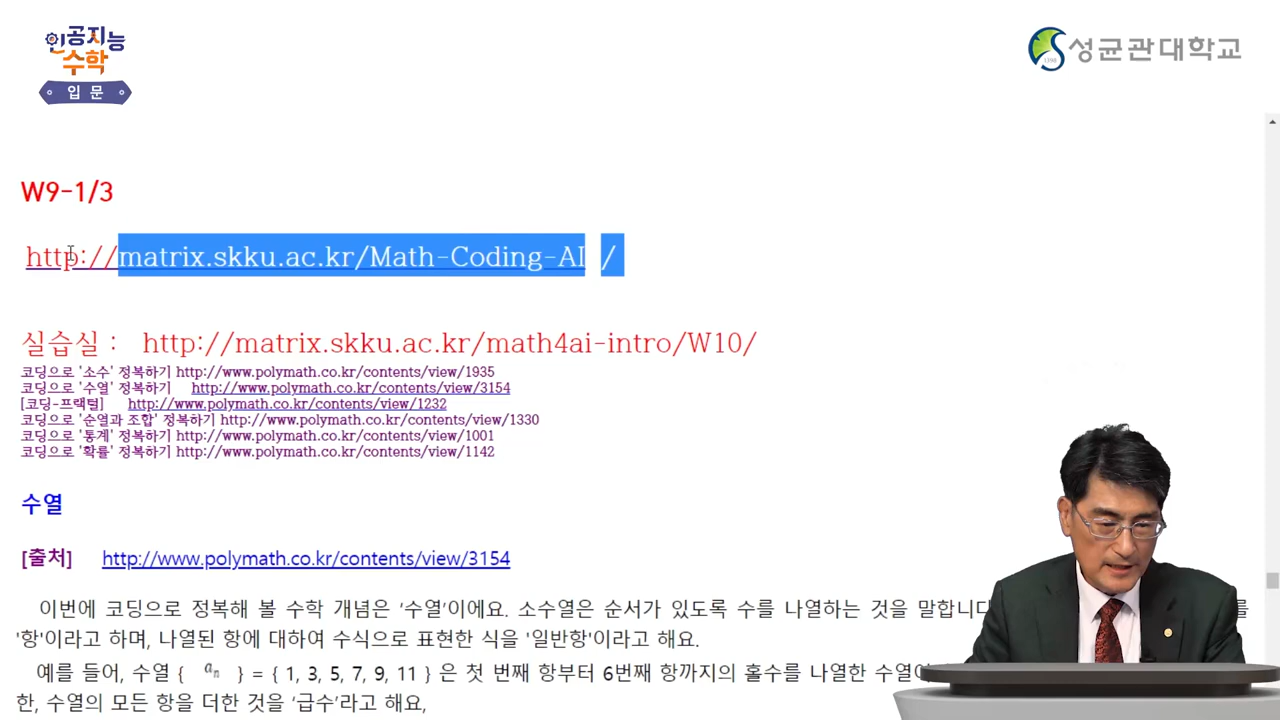 인공지능
수학
입문
1398
성균관대학교
W9-1/3
http://matrix.skku.ac.kr/Math-Coding-AI /
실습실 : http://matrix.skku.ac.kr/math4ai-intro/W10/
코딩으로 '소수' 정복하기 http://www.polymath.co.kr/contents/view/1935
코딩으로 '수열' 정복하기 http://www.polymath.co.kr/contents/view/3154
[코딩-프랙털] http://www.polymath.co.kr/contents/view/1232
코딩으로 '순열과 조합' 정복하기 http://www.polymath.co.kr/contents/view/1330
코딩으로 '통계' 정복하기 http://www.polymath.co.kr/contents/view/1001
코딩으로 '확률' 정복하기 http://www.polymath.co.kr/contents/view/1142
수열
[출처] http://www.polymath.co.kr/contents/view/3154
이번에 코딩으로 정복해 볼 수학 개념은 '수열'이에요. 소수열은 순서가 있도록 수를 나열하는 것을 말합니다
'항'이라고 하며, 나열된 항에 대하여 수식으로 표현한 식을 '일반항'이라고 해요.
예를 들어, 수열 { aₙ } = { 1, 3, 5, 7, 9, 11 } 은 첫 번째 항부터 6번째 항까지의 홀수를 나열한
한, 수열의 모든 항을 더한 것을 '급수'라고 해요,